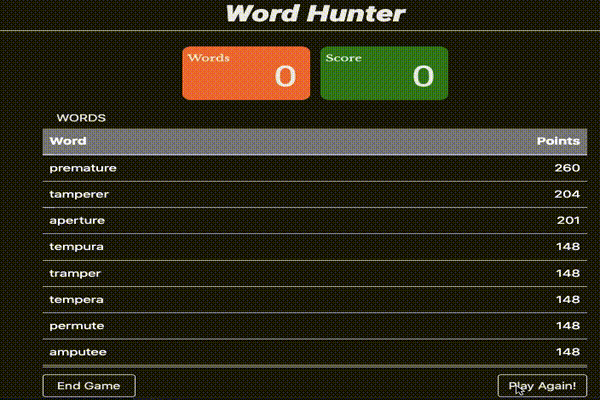 Word Hunter
Words
0
Score
0
WORDS
Word Points
premature 260
tamperer 204
aperture 201
tempura 148
tramper 148
tempera 148
permute 148
amputee 148
End Game
Play Again!